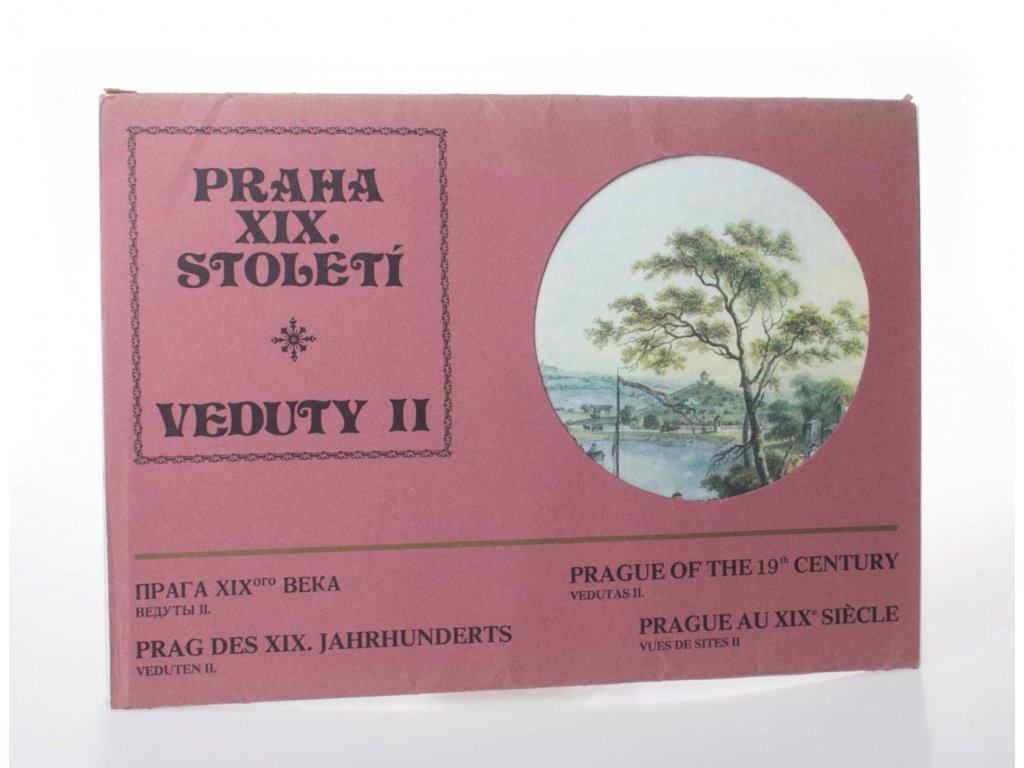 PRAHA
XIX.
STOLETÍ
VEDUTY II
ПРАГА XIXого ВЕКА
ВЕДУТЫ II.
PRAG DES XIX. JAHRHUNDERTS
VEDUTEN II.
PRAGUE OF THE 19th CENTURY
VEDUTAS II.
PRAGUE AU XIXe SIÈCLE
VUES DE SITES II